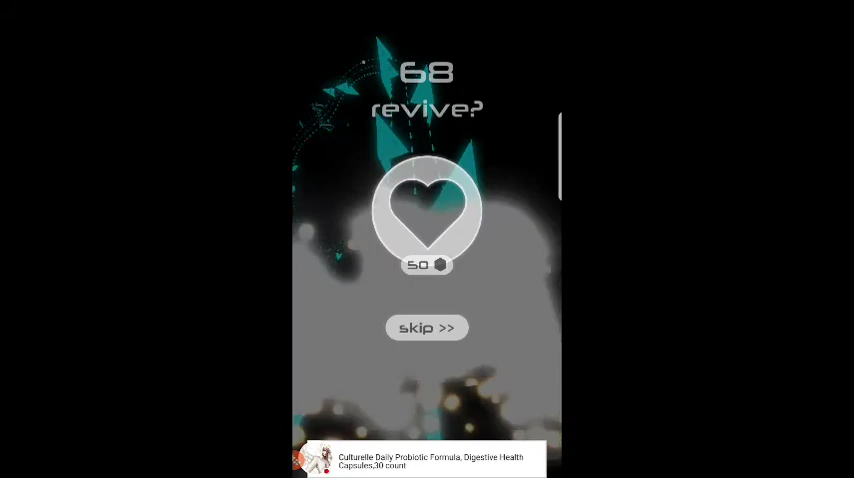 68
revive?
50
skip >>
Culturelle Daily Probiotic Formula, Digestive Health
Capsules,30 count